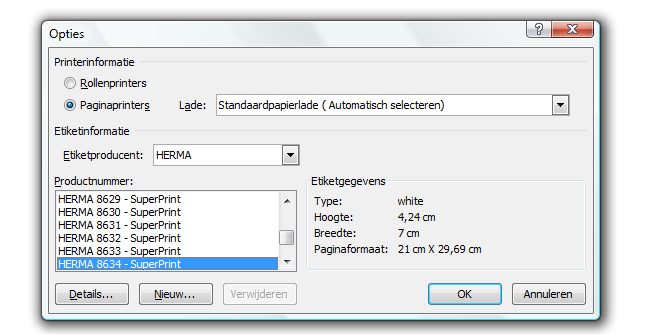 Opties
Printerinformatie
Rollenprinters
Paginaprinters Lade: Standaardpapierlade ( Automatisch selecteren)
Etiketinformatie
Etiketproducent: HERMA
Productnummer:
HERMA 8629 - SuperPrint
HERMA 8630 - SuperPrint
HERMA 8631 - SuperPrint
HERMA 8632 - SuperPrint
HERMA 8633 - SuperPrint
HERMA 8634 - SuperPrint
Etiketgegevens
Type: white
Hoogte: 4,24 cm
Breedte: 7 cm
Paginaformaat: 21 cm X 29,69 cm
Details... Nieuw... Verwijderen OK Annuleren